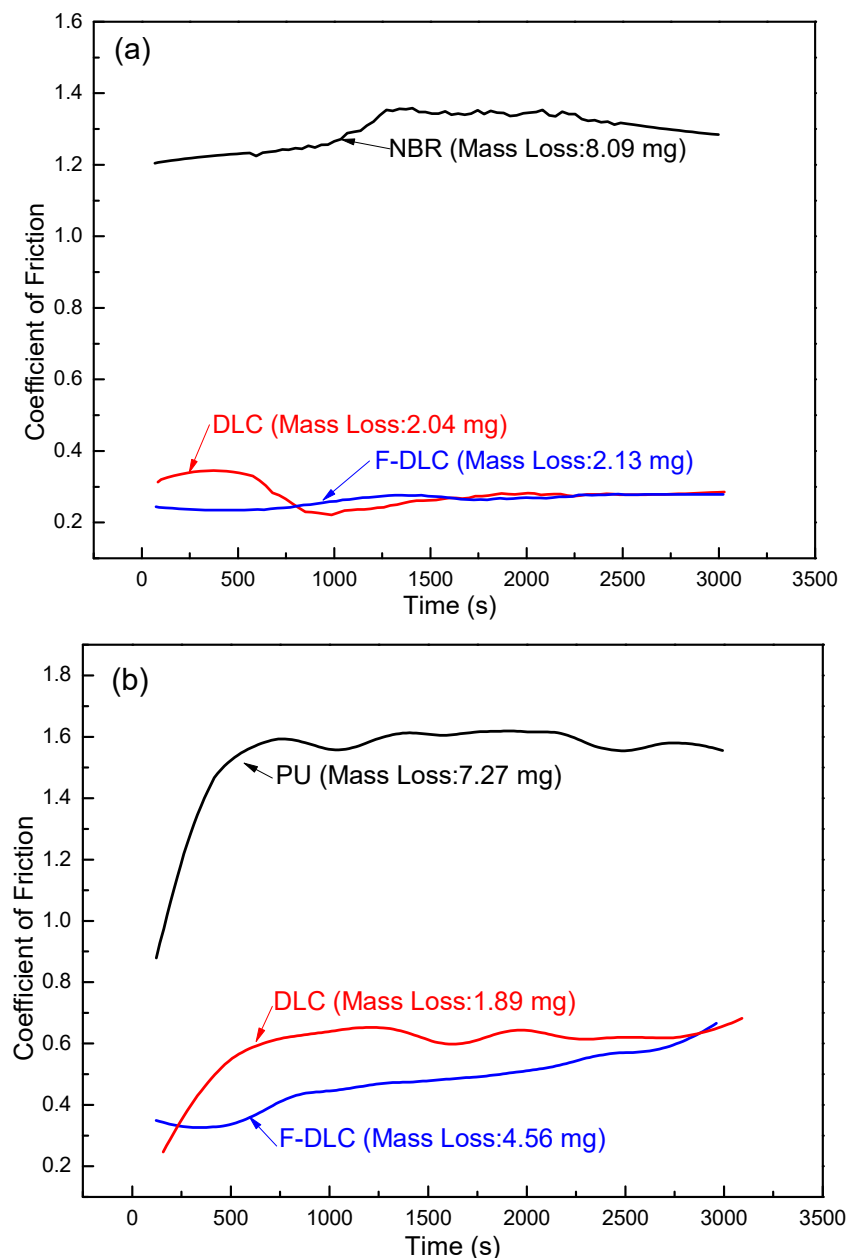 (a)
1.6
1.4
1.2
1.0
0.8
0.6
0.4
0.2
Coefficient of Friction
NBR (Mass Loss:8.09 mg)
DLC (Mass Loss:2.04 mg)
F-DLC (Mass Loss:2.13 mg)
0 500 1000 1500 2000 2500 3000 3500
Time (s)
(b)
1.8
1.6
1.4
1.2
1.0
0.8
0.6
0.4
0.2
Coefficient of Friction
PU (Mass Loss:7.27 mg)
DLC (Mass Loss:1.89 mg)
F-DLC (Mass Loss:4.56 mg)
0 500 1000 1500 2000 2500 3000 3500
Time (s)